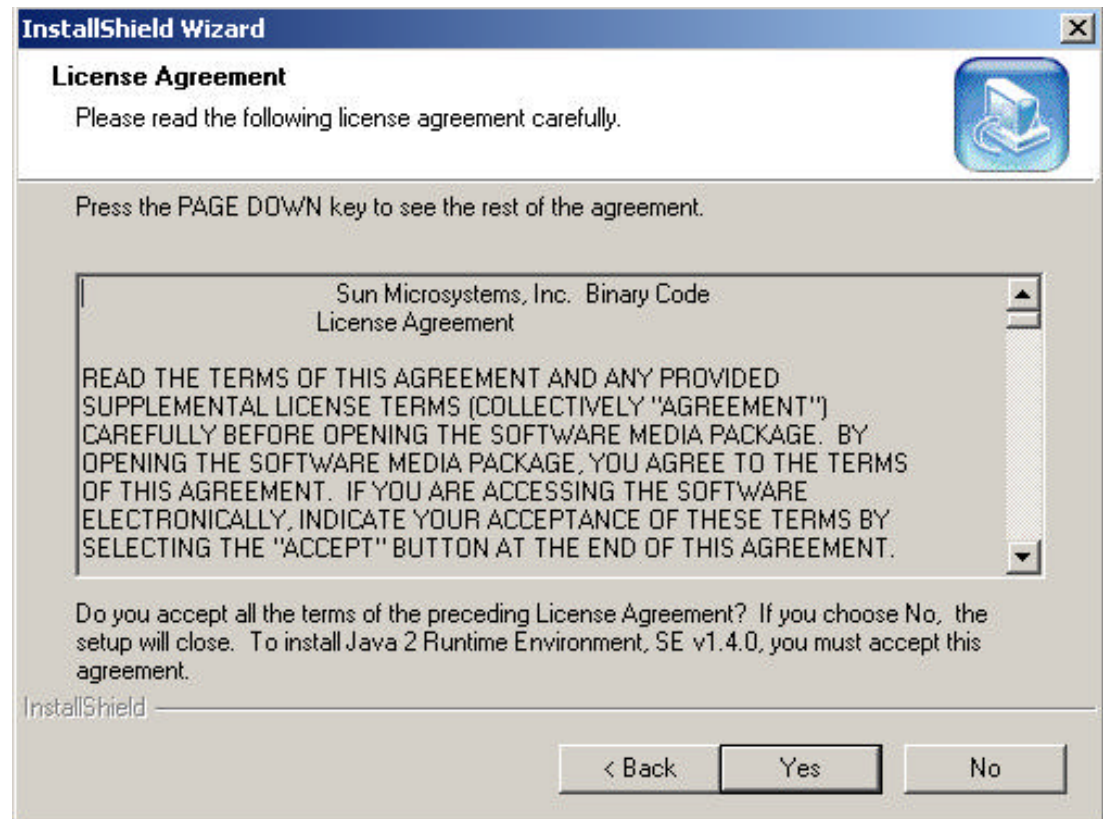 InstallShield Wizard
License Agreement
Please read the following license agreement carefully.
Press the PAGE DOWN key to see the rest of the agreement.
Sun Microsystems, Inc.  Binary Code
License Agreement
READ THE TERMS OF THIS AGREEMENT AND ANY PROVIDED
SUPPLEMENTAL LICENSE TERMS (COLLECTIVELY "AGREEMENT")
CAREFULLY BEFORE OPENING THE SOFTWARE MEDIA PACKAGE.  BY
OPENING THE SOFTWARE MEDIA PACKAGE, YOU AGREE TO THE TERMS
OF THIS AGREEMENT.  IF YOU ARE ACCESSING THE SOFTWARE
ELECTRONICALLY, INDICATE YOUR ACCEPTANCE OF THESE TERMS BY
SELECTING THE "ACCEPT" BUTTON AT THE END OF THIS AGREEMENT.
Do you accept all the terms of the preceding License Agreement?  If you choose No,  the
setup will close.  To install Java 2 Runtime Environment, SE v1.4.0, you must accept this
agreement.
InstallShield
< Back Yes No